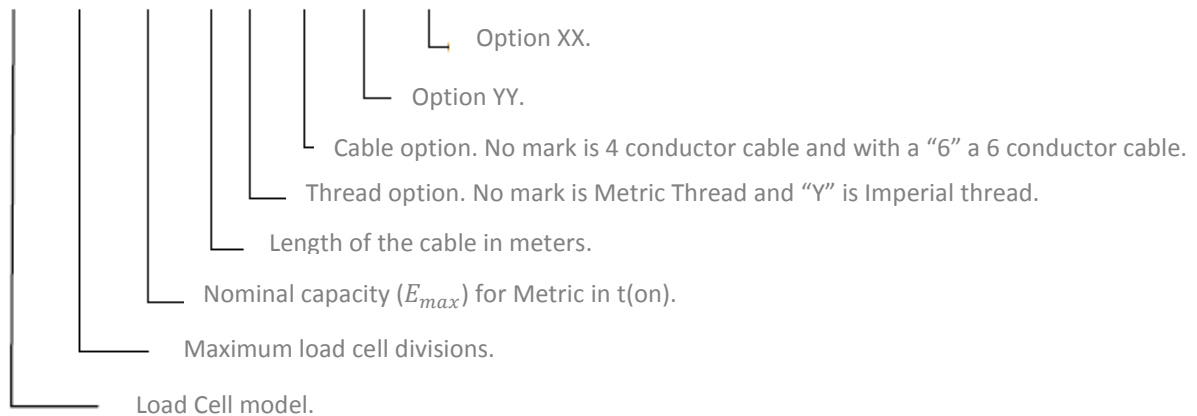 Option XX.
Option YY.
Cable option. No mark is 4 conductor cable and with a “6” a 6 conductor cable.
Thread option. No mark is Metric Thread and “Y” is Imperial thread.
Length of the cable in meters.
Nominal capacity (E_max) for Metric in t(on).
Maximum load cell divisions.
Load Cell model.